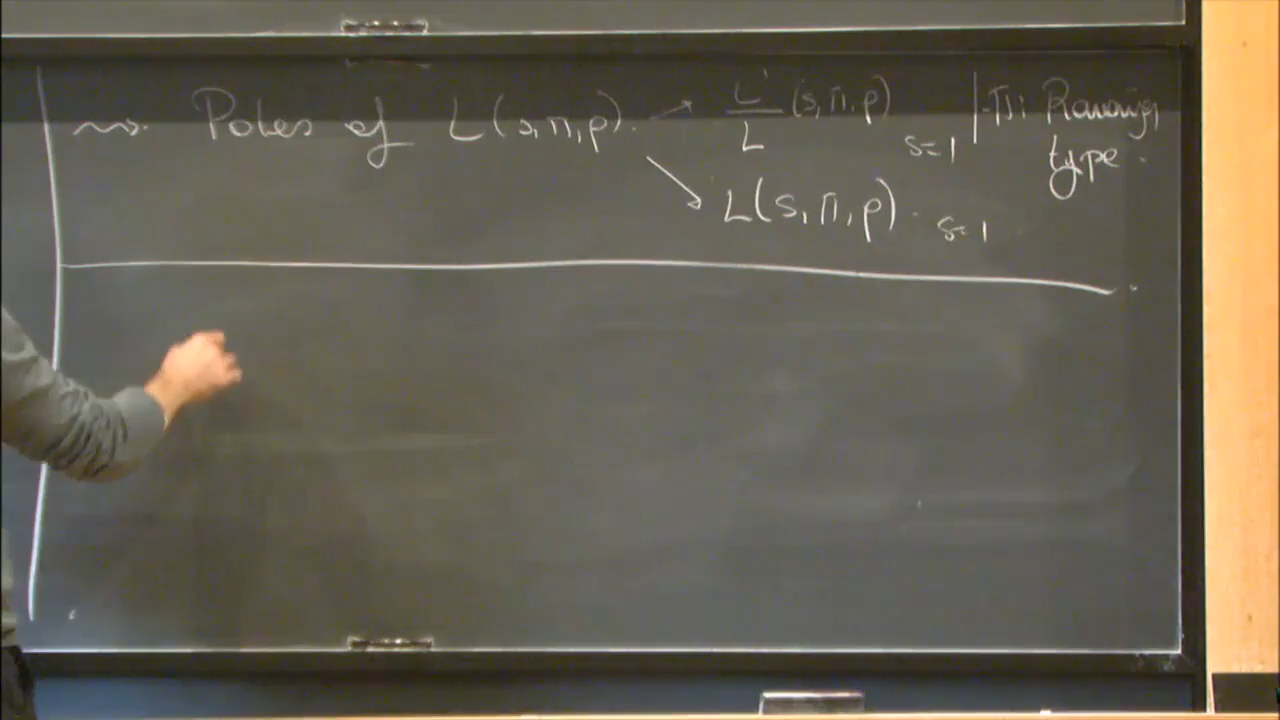 ⇝ Poles of L(s, π, ρ). ↗ L'/L (s, π, ρ) s=1 | π: Ramanujan type.
↘ L(s, π, ρ). s=1